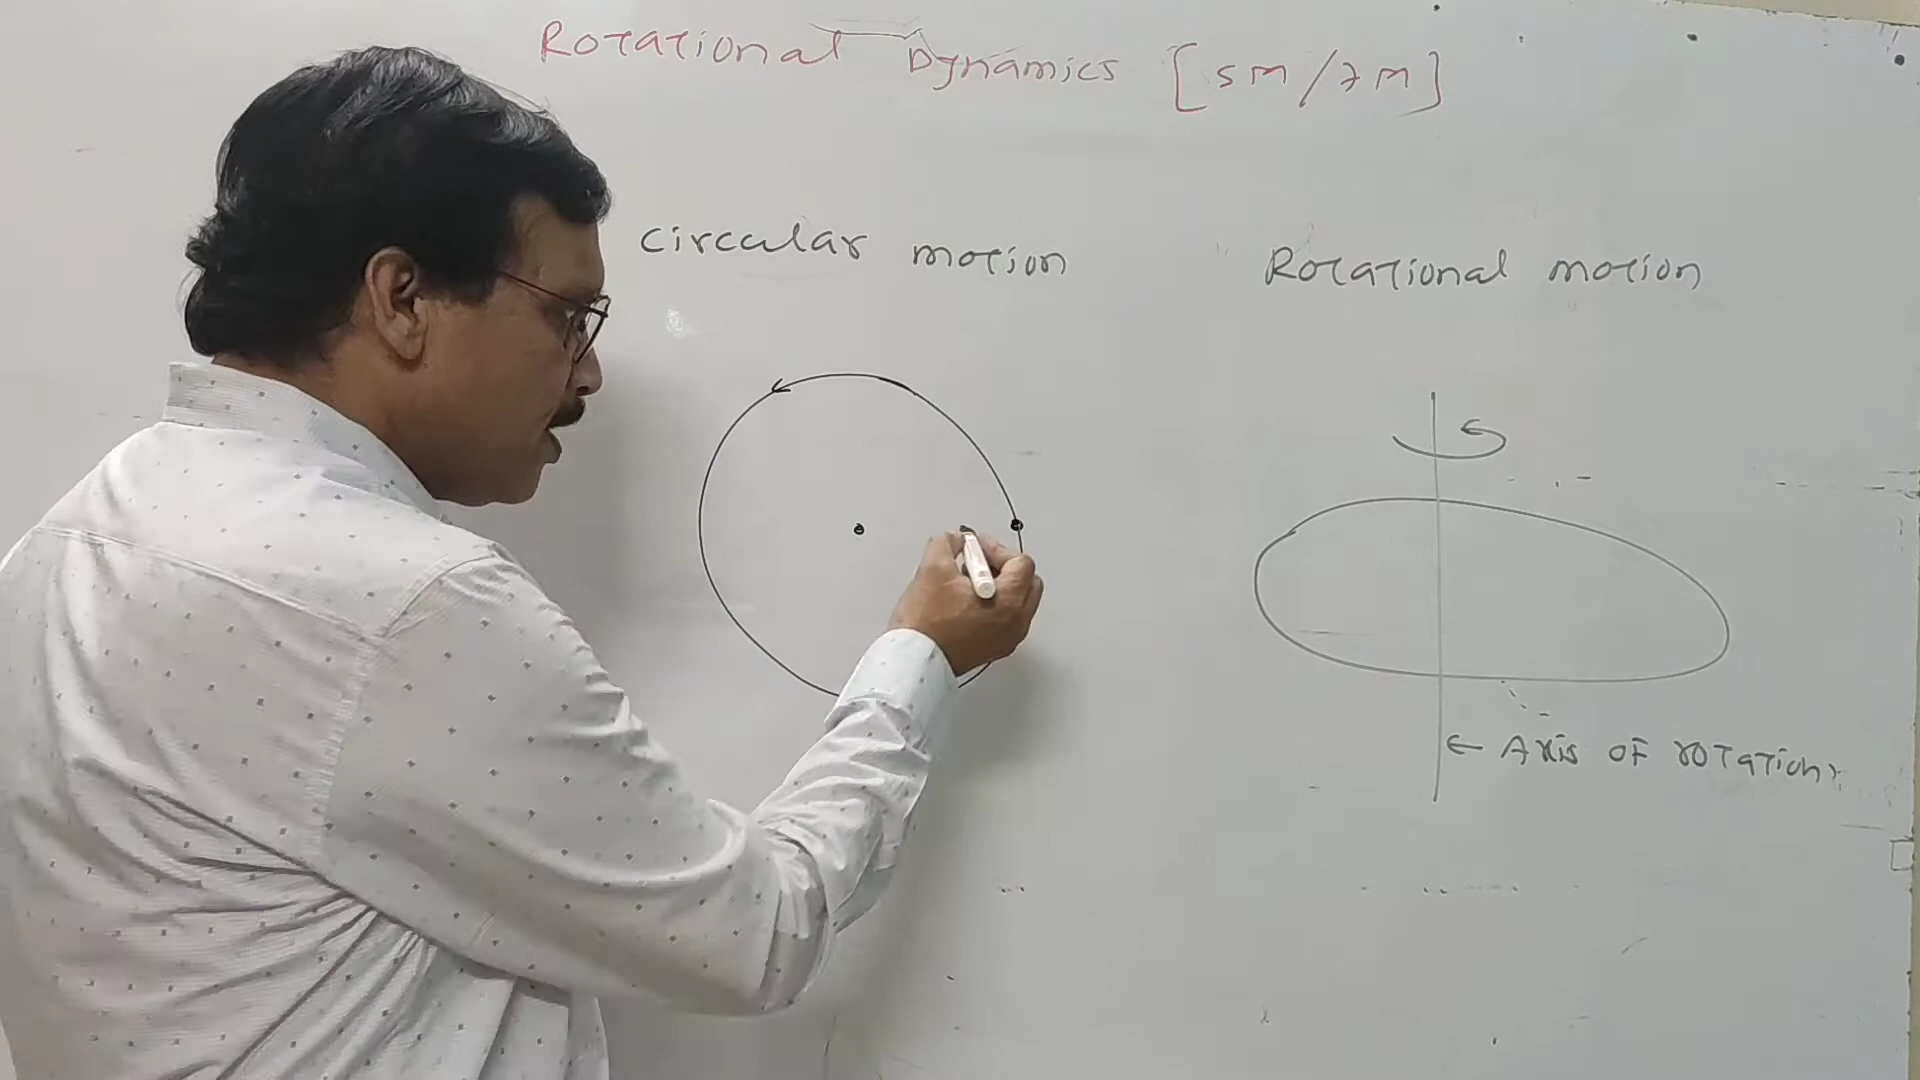 Rotational Dynamics [5M/7M]
circular motion
Rotational motion
← Axis of rotation